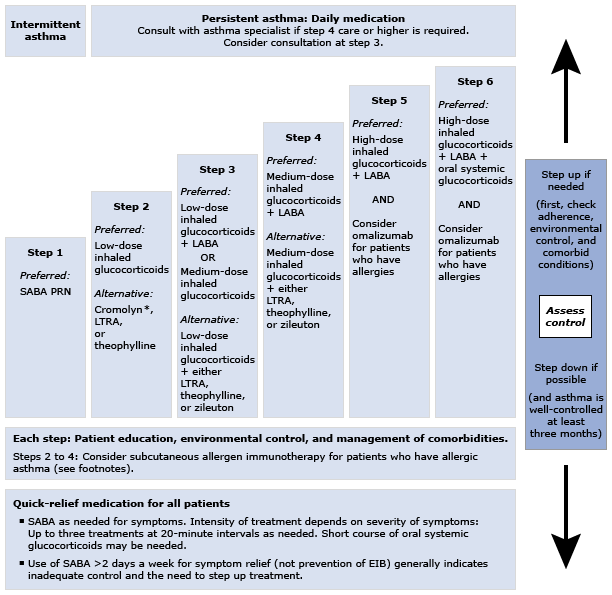 Intermittent
asthma
Persistent asthma: Daily medication
Consult with asthma specialist if step 4 care or higher is required.
Consider consultation at step 3.
Step 1
Preferred:
SABA PRN
Step 2
Preferred:
Low-dose
inhaled
glucocorticoids
Alternative:
Cromolyn*,
LTRA,
or
theophylline
Step 3
Preferred:
Low-dose
inhaled
glucocorticoids
+ LABA
OR
Medium-dose
inhaled
glucocorticoids
Alternative:
Low-dose
inhaled
glucocorticoids
+ either
LTRA,
theophylline,
or zileuton
Step 4
Preferred:
Medium-dose
inhaled
glucocorticoids
+ LABA
Alternative:
Medium-dose
inhaled
glucocorticoids
+ either
LTRA,
theophylline,
or zileuton
Step 5
Preferred:
High-dose
inhaled
glucocorticoids
+ LABA
AND
Consider
omalizumab
for patients
who have
allergies
Step 6
Preferred:
High-dose
inhaled
glucocorticoids
+ LABA +
oral systemic
glucocorticoids
AND
Consider
omalizumab
for patients
who have
allergies
Step up if
needed
(first, check
adherence,
environmental
control, and
comorbid
conditions)
Assess
control
Step down if
possible
(and asthma is
well-controlled
at least
three months)
Each step: Patient education, environmental control, and management of comorbidities.
Steps 2 to 4: Consider subcutaneous allergen immunotherapy for patients who have allergic
asthma (see footnotes).
Quick-relief medication for all patients
▪ SABA as needed for symptoms. Intensity of treatment depends on severity of symptoms:
Up to three treatments at 20-minute intervals as needed. Short course of oral systemic
glucocorticoids may be needed.
▪ Use of SABA >2 days a week for symptom relief (not prevention of EIB) generally indicates
inadequate control and the need to step up treatment.